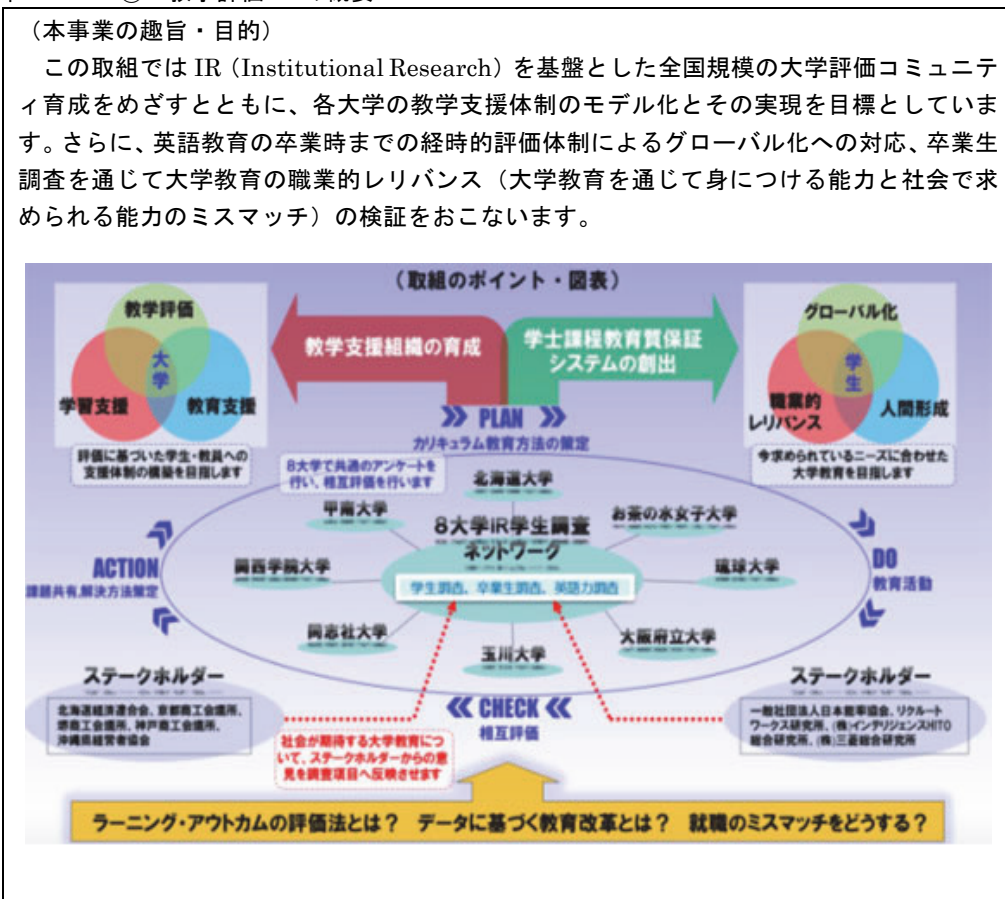 （本事業の趣旨・目的）
この取組では IR（Institutional Research）を基盤とした全国規模の大学評価コミュニテ
ィ育成をめざすとともに、各大学の教学支援体制のモデル化とその実現を目標としていま
す。さらに、英語教育の卒業時までの経時的評価体制によるグローバル化への対応、卒業生
調査を通じて大学教育の職業的レリバンス（大学教育を通じて身につける能力と社会で求
められる能力のミスマッチ）の検証をおこないます。
（取組のポイント・図表）
教学評価
大学
学習支援
教育支援
評価に基づいた学生・教員への
支援体制の構築を目指します
教学支援組織の育成
学士課程教育質保証
システムの創出
グローバル化
学生
職業的
レリバンス
人間形成
今求められているニーズに合わせた
大学教育を目指します
PLAN
カリキュラム教育方法の策定
8大学で共通のアンケートを
行い、相互評価を行います
北海道大学
甲南大学
お茶の水女子大学
8大学IR学生調査
ネットワーク
関西学院大学
琉球大学
学生調査、卒業生調査、英語力調査
ACTION
課題共有,解決方法策定
DO
教育活動
同志社大学
大阪府立大学
玉川大学
ステークホルダー
北海道経済連合会、京都商工会議所、
堺商工会議所、神戸商工会議所、
沖縄県経営者協会
CHECK
相互評価
ステークホルダー
一般社団法人日本能率協会、リクルート
ワークス研究所、(株)インテリジェンスHITO
総合研究所、(株)三菱総合研究所
社会が期待する大学教育につ
いて、ステークホルダーからの意
見を調査項目へ反映させます
ラーニング・アウトカムの評価法とは？ データに基づく教育改革とは？ 就職のミスマッチをどうする？